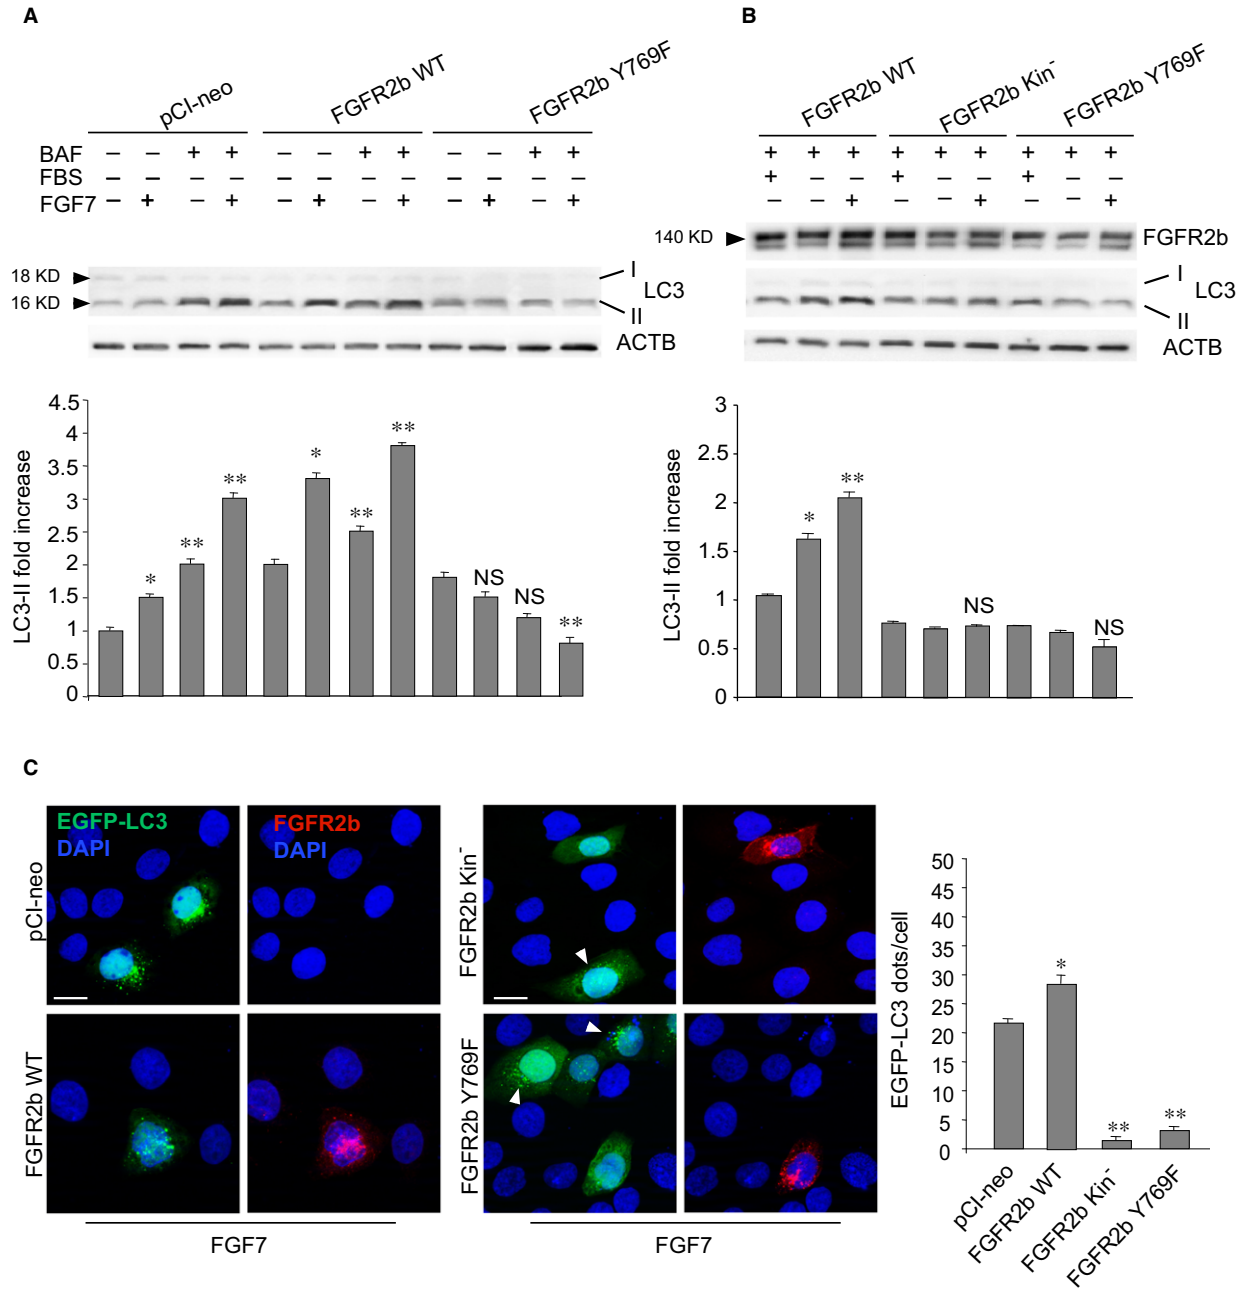 A
pCI-neo FGFR2b WT FGFR2b Y769F
BAF − − + + − − + + − − + +
FBS − − − − − − − − − − − −
FGF7 − + − + − + − + − + − +
18 KD
16 KD
I
LC3
II
ACTB
LC3-II fold increase
4.5
4
3.5
3
2.5
2
1.5
1
0.5
0
* ** ** * ** ** NS NS **
B
FGFR2b WT FGFR2b Kin⁻ FGFR2b Y769F
+ + + + + + + + +
+ − − + − − + − −
− − + − − + − − +
140 KD
FGFR2b
I
LC3
II
ACTB
LC3-II fold increase
3
2.5
2
1.5
1
0.5
0
* ** NS NS
C
EGFP-LC3
DAPI
FGFR2b
DAPI
pCI-neo
FGFR2b WT
FGF7
FGFR2b Kin⁻
FGFR2b Y769F
FGF7
EGFP-LC3 dots/cell
50
45
40
35
30
25
20
15
10
5
0
* ** **
pCI-neo
FGFR2b WT
FGFR2b Kin⁻
FGFR2b Y769F